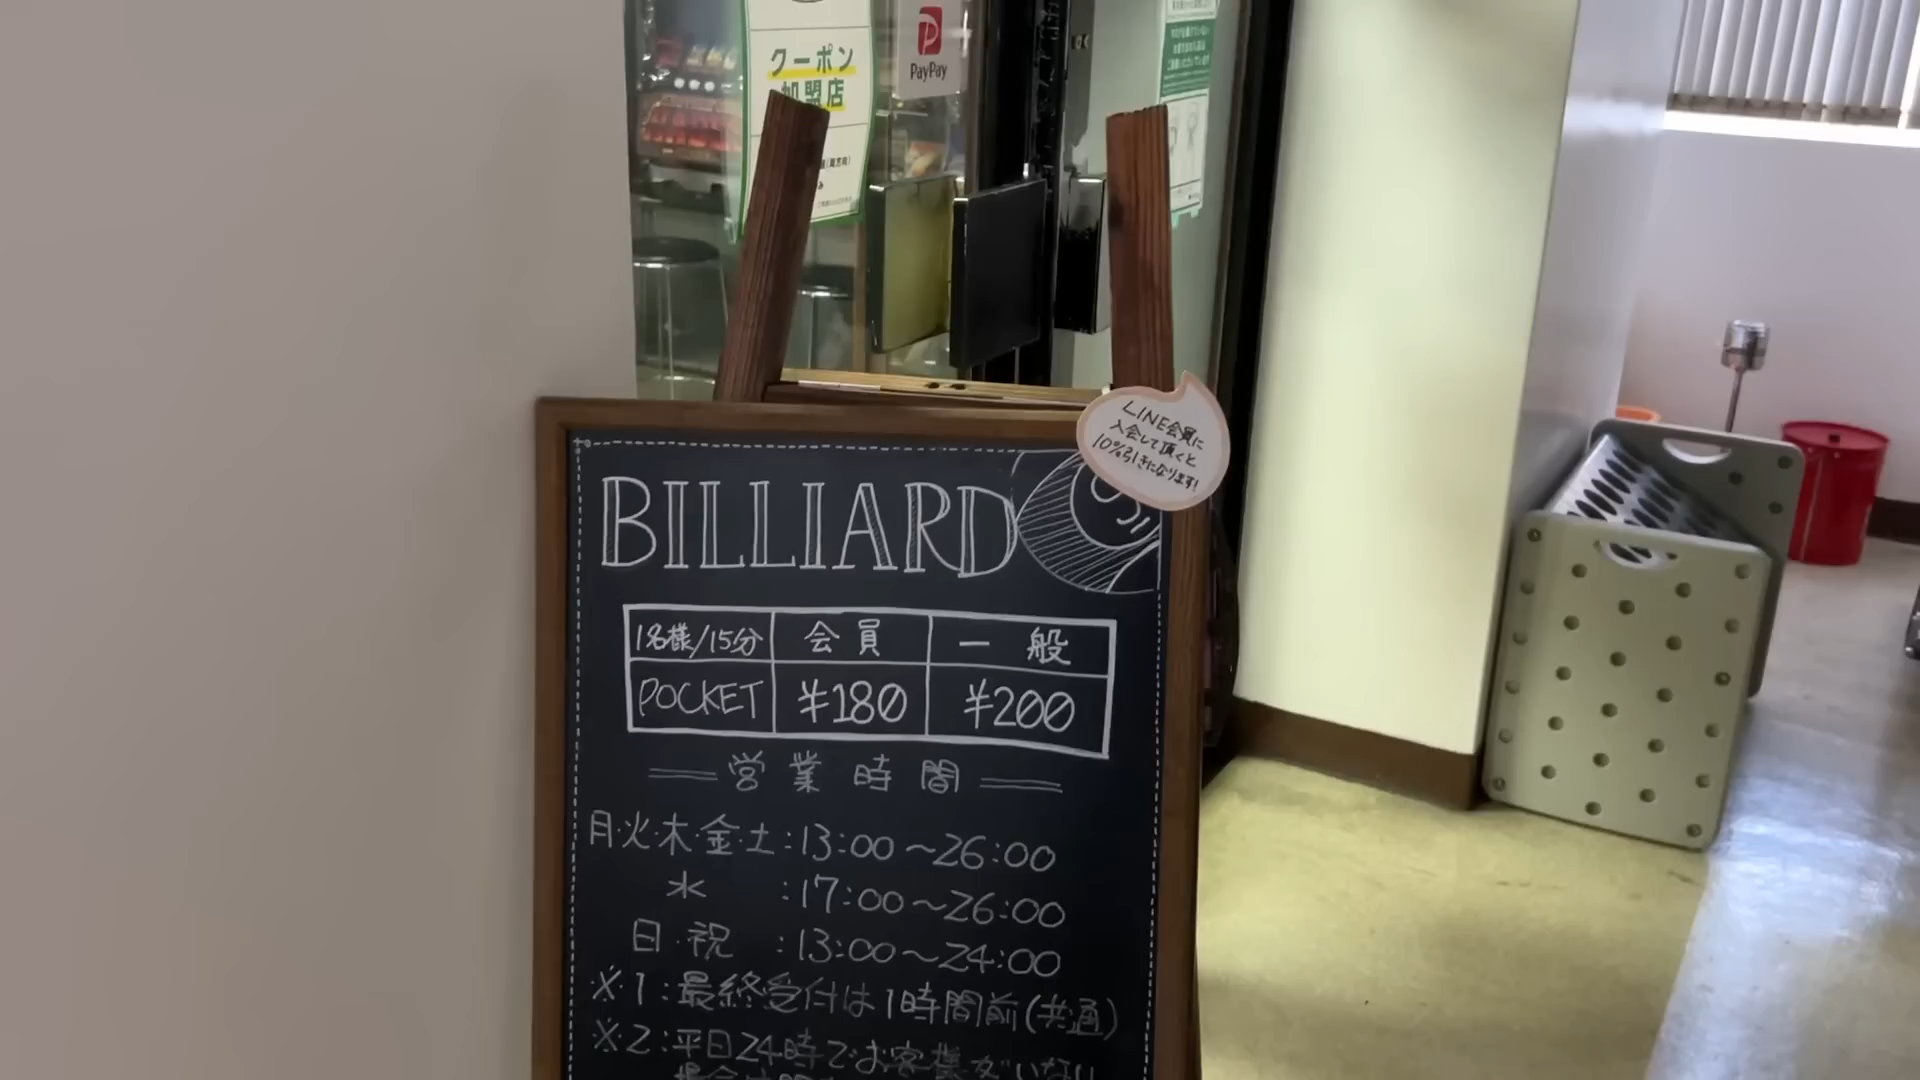 クーポン
加盟店
PayPay
LINE会員に
入会して頂くと
10%引きになります!
BILLIARD
1名様/15分 会員 一般
POCKET ¥180 ¥200
営業時間
月・火・木・金・土:13:00~26:00
水 :17:00~26:00
日・祝 :13:00~24:00
※1:最終受付は1時間前(共通)
※2:平日24時でお客様がいない